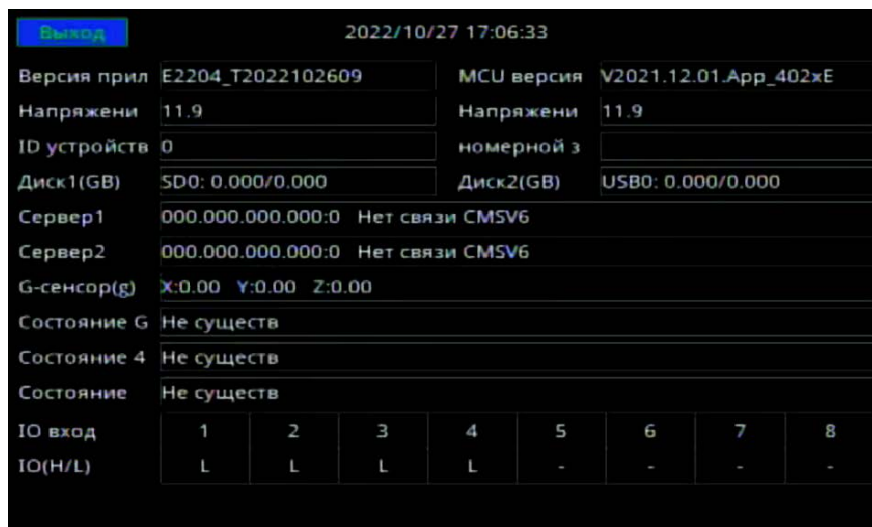 Выход 2022/10/27 17:06:33
Версия прил E2204_T2022102609 MCU версия V2021.12.01.App_402xE
Напряжени 11.9 Напряжени 11.9
ID устройств 0 номерной з
Диск1(GB) SD0: 0.000/0.000 Диск2(GB) USB0: 0.000/0.000
Сервер1 000.000.000.000:0 Нет связи CMSV6
Сервер2 000.000.000.000:0 Нет связи CMSV6
G-сенсор(g) X:0.00 Y:0.00 Z:0.00
Состояние G Не существ
Состояние 4 Не существ
Состояние Не существ
IO вход 1 2 3 4 5 6 7 8
IO(H/L) L L L L - - - -